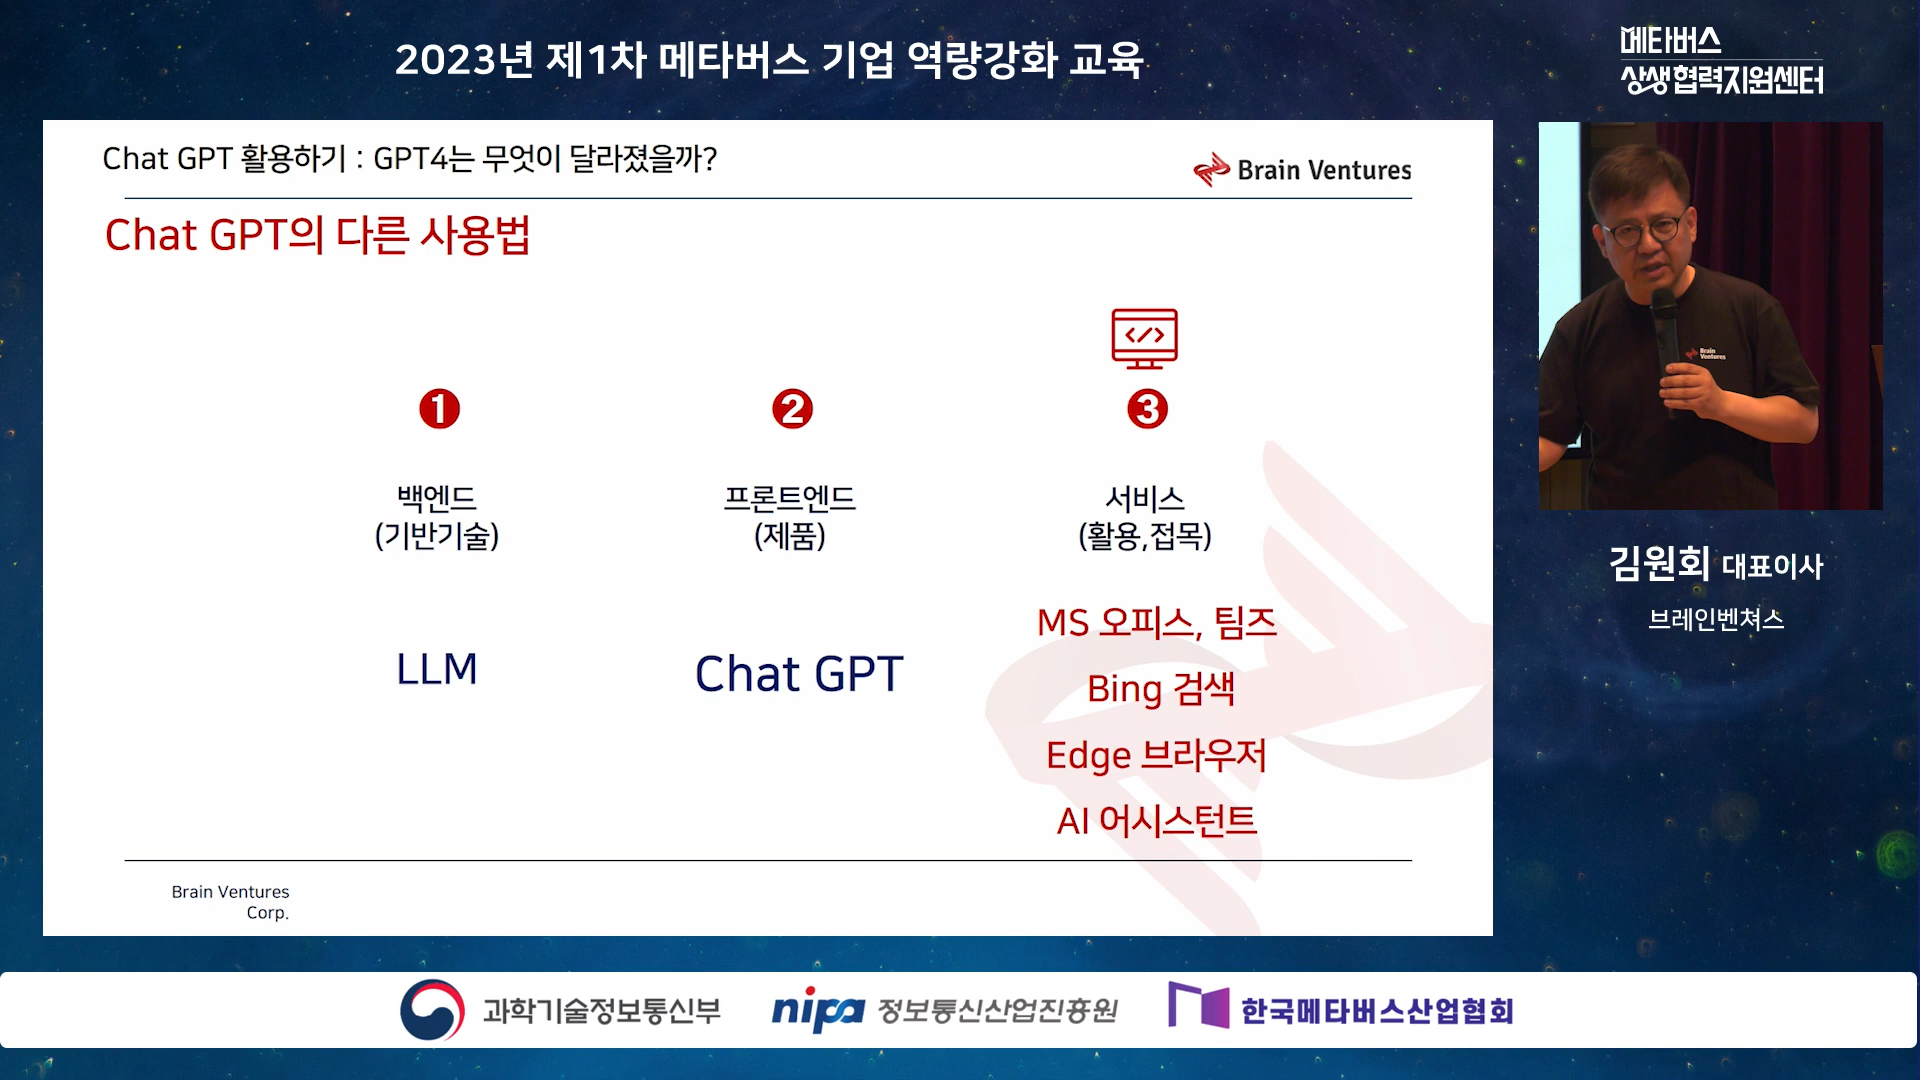 2023년 제1차 메타버스 기업 역량강화 교육
메타버스
상생협력지원센터
Chat GPT 활용하기 : GPT4는 무엇이 달라졌을까?
Brain Ventures
Chat GPT의 다른 사용법
</>
1
2
3
백엔드
(기반기술)
프론트엔드
(제품)
서비스
(활용,접목)
LLM
Chat GPT
MS 오피스, 팀즈
Bing 검색
Edge 브라우저
AI 어시스턴트
Brain Ventures
Corp.
Brain
Ventures
김원회 대표이사
브레인벤쳐스
과학기술정보통신부
nipa 정보통신산업진흥원
한국메타버스산업협회